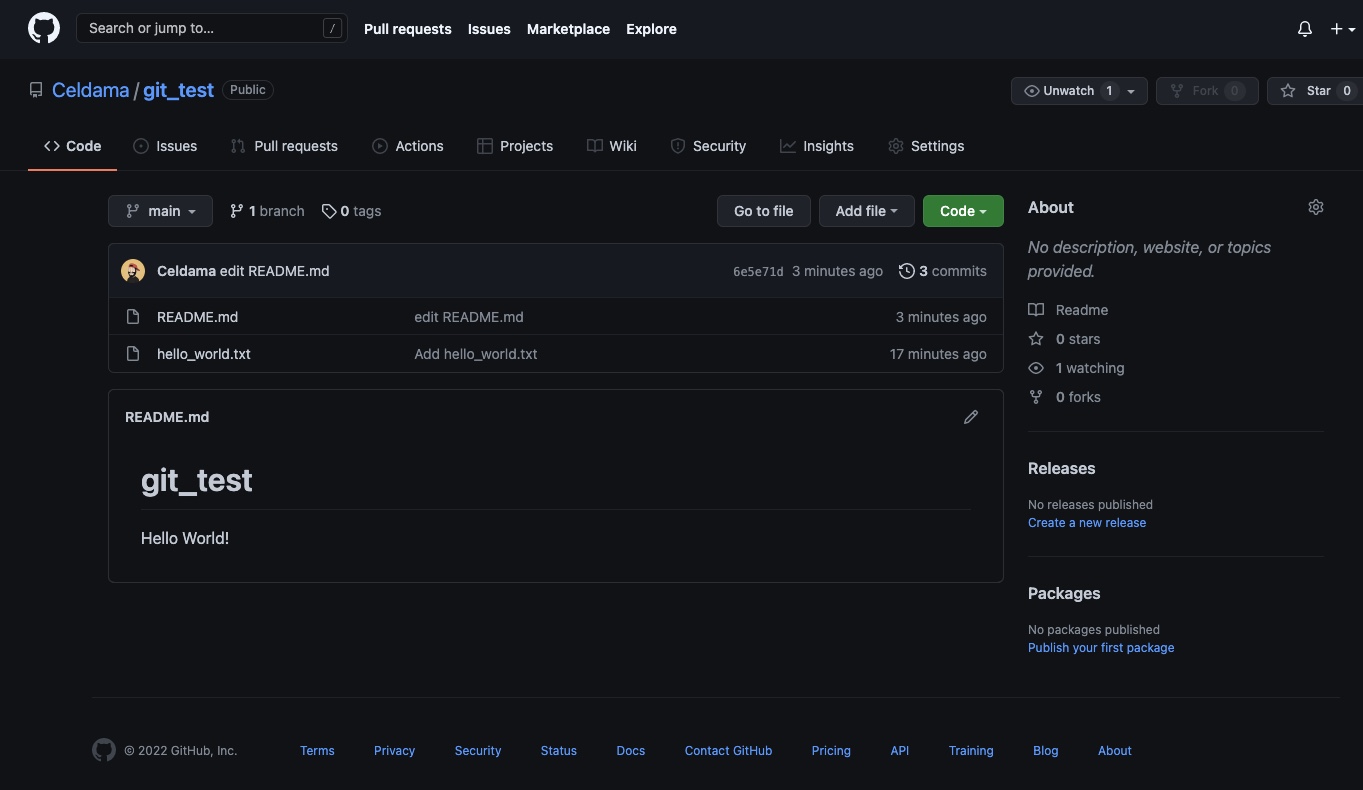 Search or jump to... /
Pull requests Issues Marketplace Explore
Celdama / git_test Public
Unwatch 1 Fork 0 Star 0
Code Issues Pull requests Actions Projects Wiki Security Insights Settings
main 1 branch 0 tags Go to file Add file Code
Celdama edit README.md 6e5e71d 3 minutes ago 3 commits
README.md edit README.md 3 minutes ago
hello_world.txt Add hello_world.txt 17 minutes ago
README.md
git_test
Hello World!
About
No description, website, or topics
provided.
Readme
0 stars
1 watching
0 forks
Releases
No releases published
Create a new release
Packages
No packages published
Publish your first package
© 2022 GitHub, Inc. Terms Privacy Security Status Docs Contact GitHub Pricing API Training Blog About